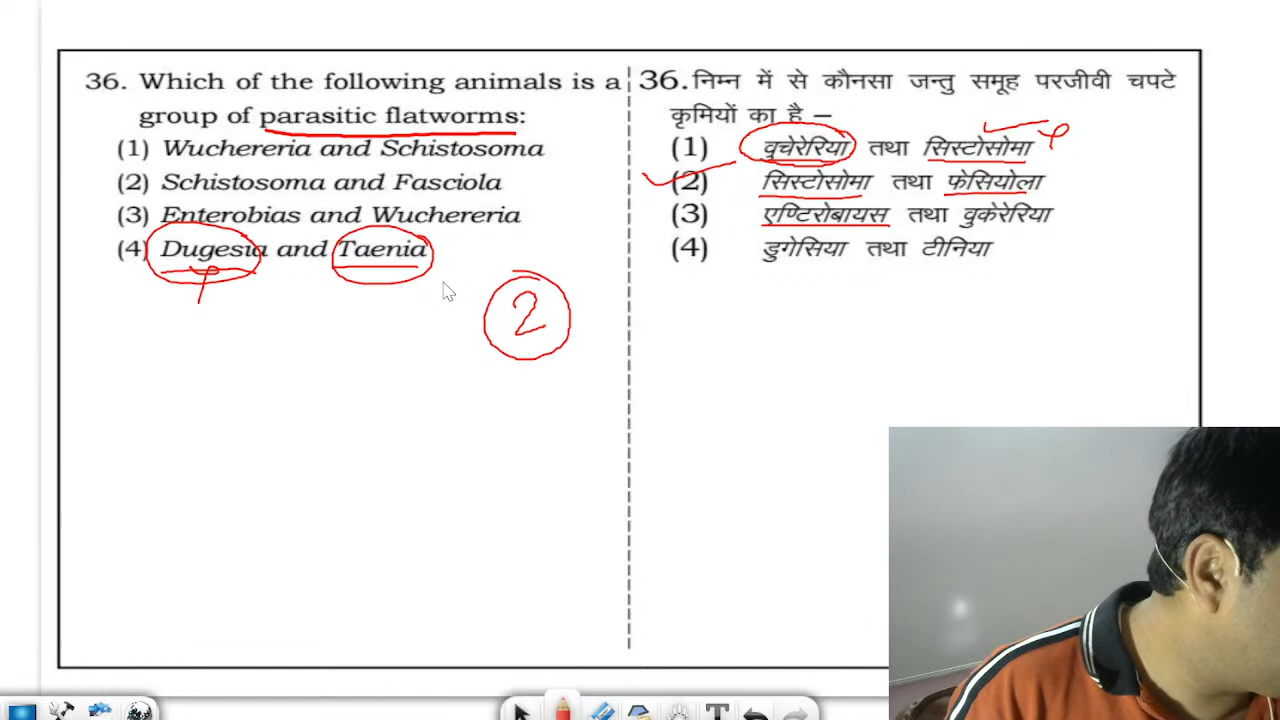 36. Which of the following animals is a
group of parasitic flatworms:
(1) Wuchereria and Schistosoma
(2) Schistosoma and Fasciola
(3) Enterobias and Wuchereria
(4) Dugesia and Taenia
2
36. निम्न में से कौनसा जन्तु समूह परजीवी चपटे
कृमियों का है –
(1) वुचेरेरिया तथा सिस्टोसोमा
(2) सिस्टोसोमा तथा फेसियोला
(3) एण्टिरोबायस तथा वुकेरेरिया
(4) डुगेसिया तथा टीनिया
T